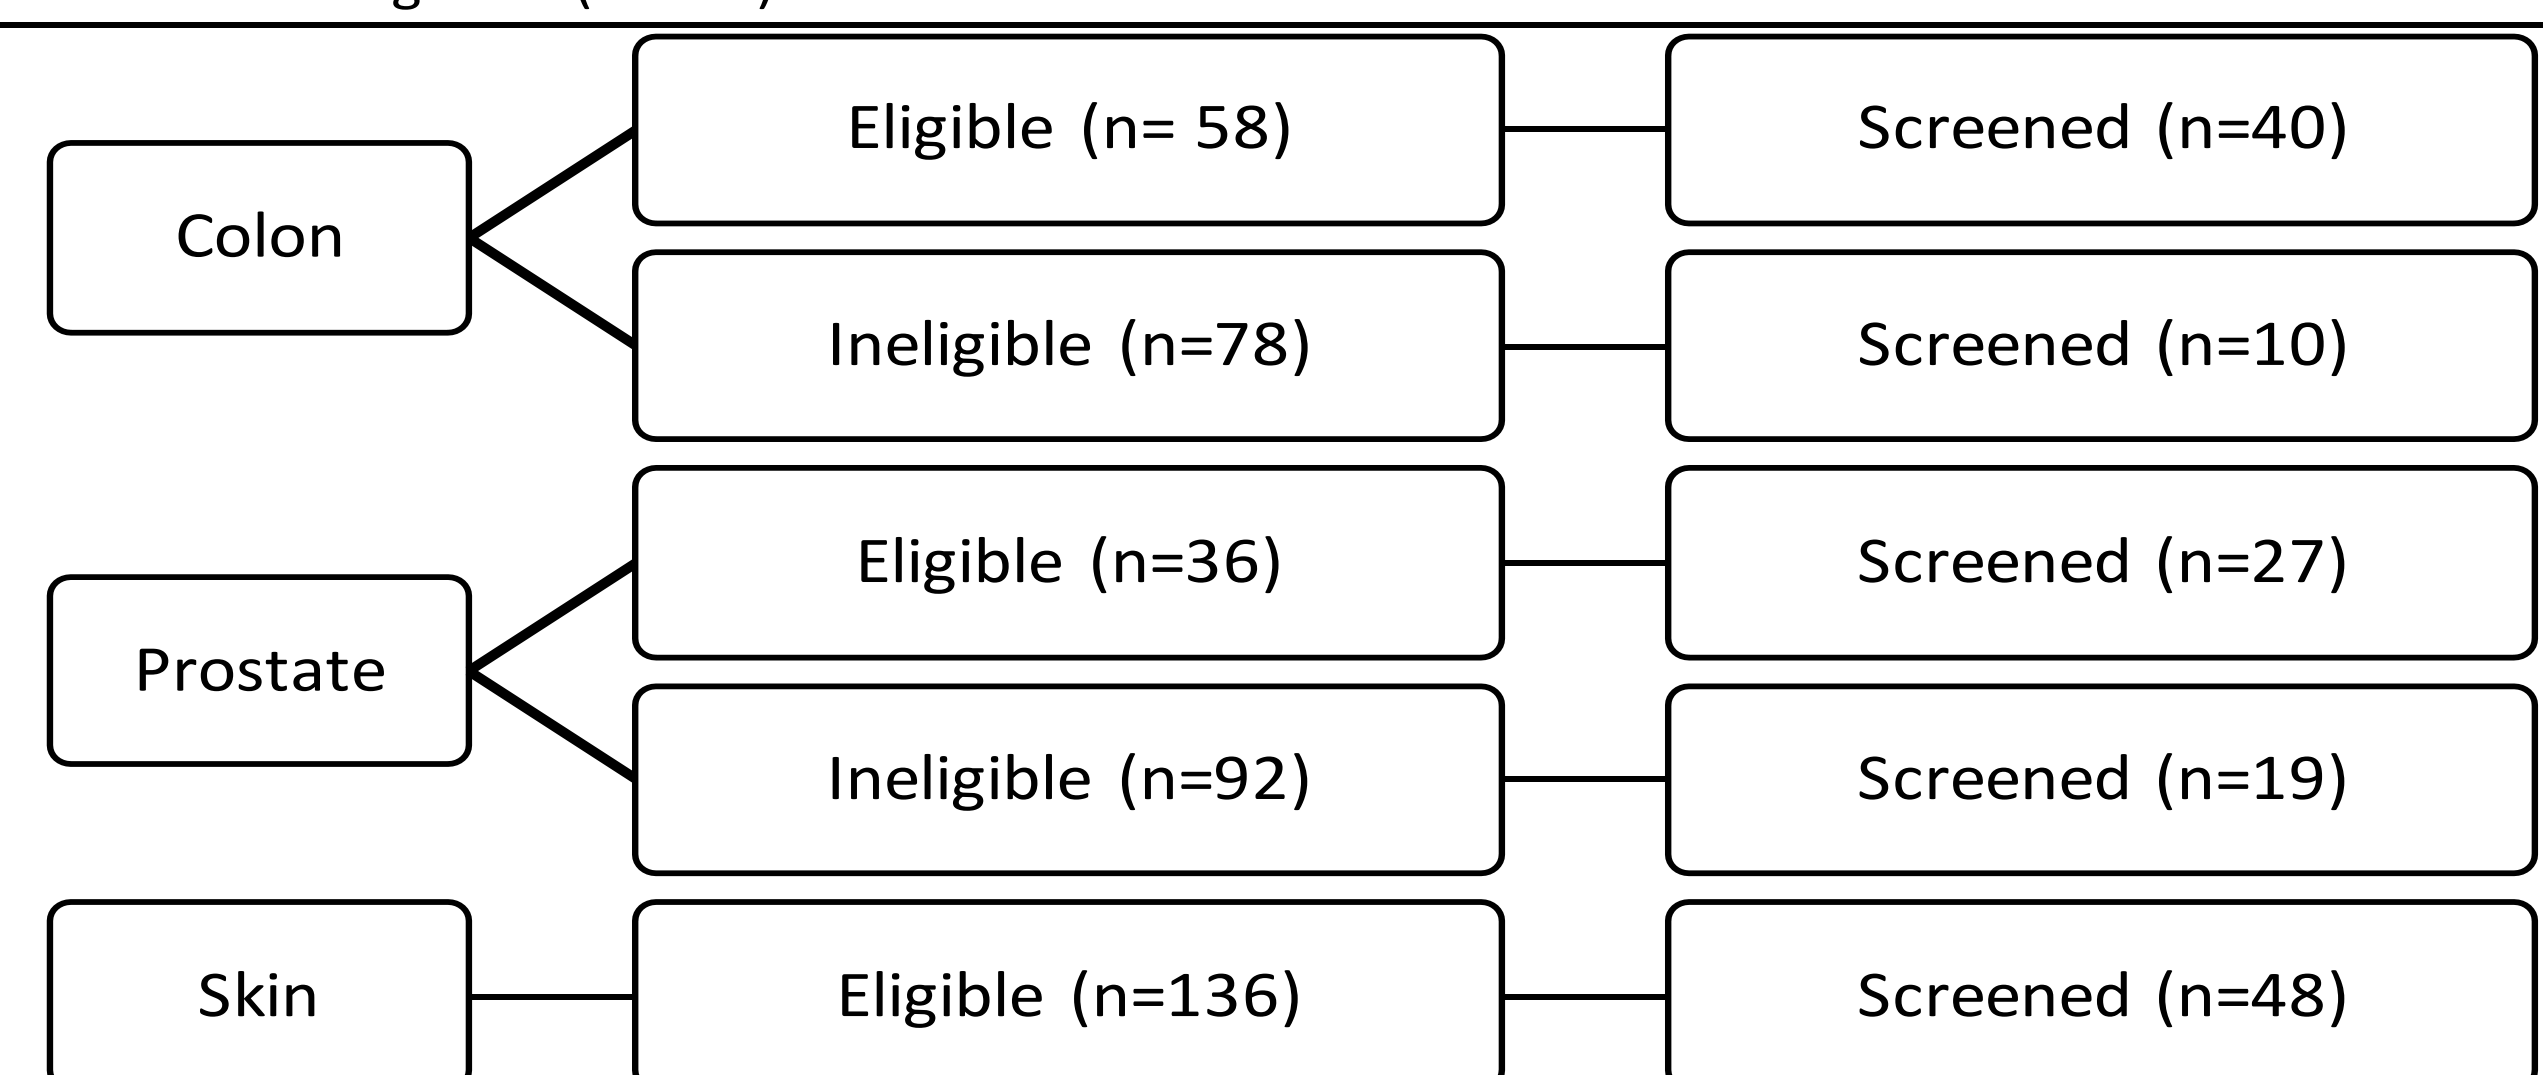 Colon
Eligible (n= 58)
Screened (n=40)
Ineligible (n=78)
Screened (n=10)
Prostate
Eligible (n=36)
Screened (n=27)
Ineligible (n=92)
Screened (n=19)
Skin
Eligible (n=136)
Screened (n=48)